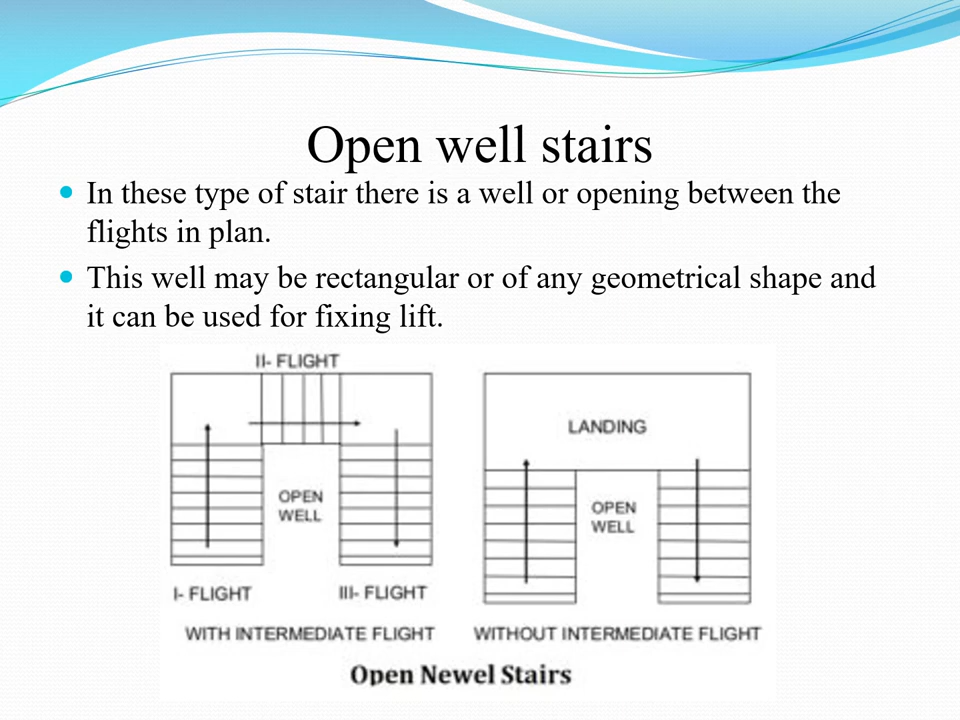 Open well stairs
In these type of stair there is a well or opening between the
flights in plan.
This well may be rectangular or of any geometrical shape and
it can be used for fixing lift.
II- FLIGHT
LANDING
OPEN
WELL
OPEN
WELL
I- FLIGHT
III- FLIGHT
WITH INTERMEDIATE FLIGHT
WITHOUT INTERMEDIATE FLIGHT
Open Newel Stairs